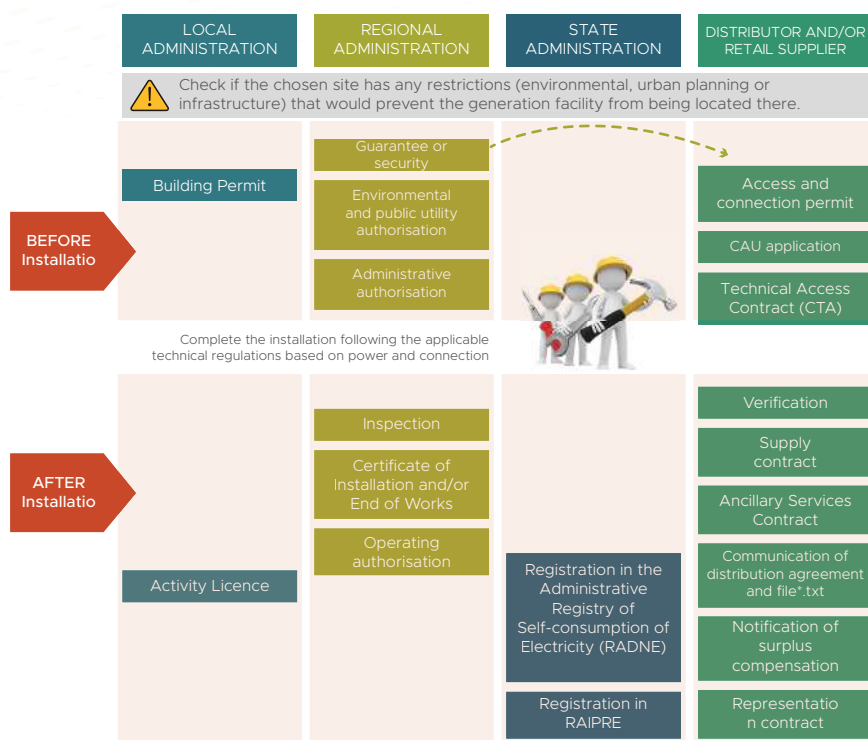 LOCAL
ADMINISTRATION
REGIONAL
ADMINISTRATION
STATE
ADMINISTRATION
DISTRIBUTOR AND/OR
RETAIL SUPPLIER
Check if the chosen site has any restrictions (environmental, urban planning or
infrastructure) that would prevent the generation facility from being located there.
BEFORE
Installatio
Building Permit
Guarantee or
security
Environmental
and public utility
authorisation
Administrative
authorisation
Access and
connection permit
CAU application
Technical Access
Contract (CTA)
Complete the installation following the applicable
technical regulations based on power and connection
AFTER
Installatio
Activity Licence
Inspection
Certificate of
Installation and/or
End of Works
Operating
authorisation
Registration in the
Administrative
Registry of
Self-consumption of
Electricity (RADNE)
Registration in
RAIPRE
Verification
Supply
contract
Ancillary Services
Contract
Communication of
distribution agreement
and file*.txt
Notification of
surplus
compensation
Representatio
n contract